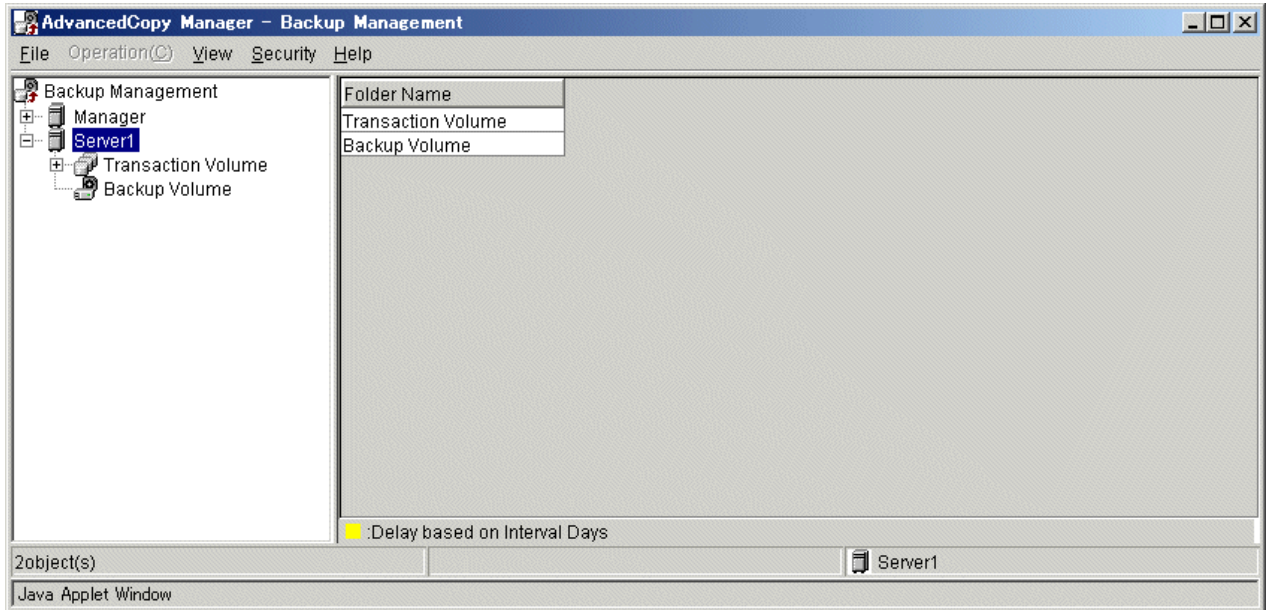 AdvancedCopy Manager - Backup Management
File Operation(C) View Security Help
Backup Management
Manager
Server1
Transaction Volume
Backup Volume
Folder Name
Transaction Volume
Backup Volume
:Delay based on Interval Days
2object(s)
Server1
Java Applet Window